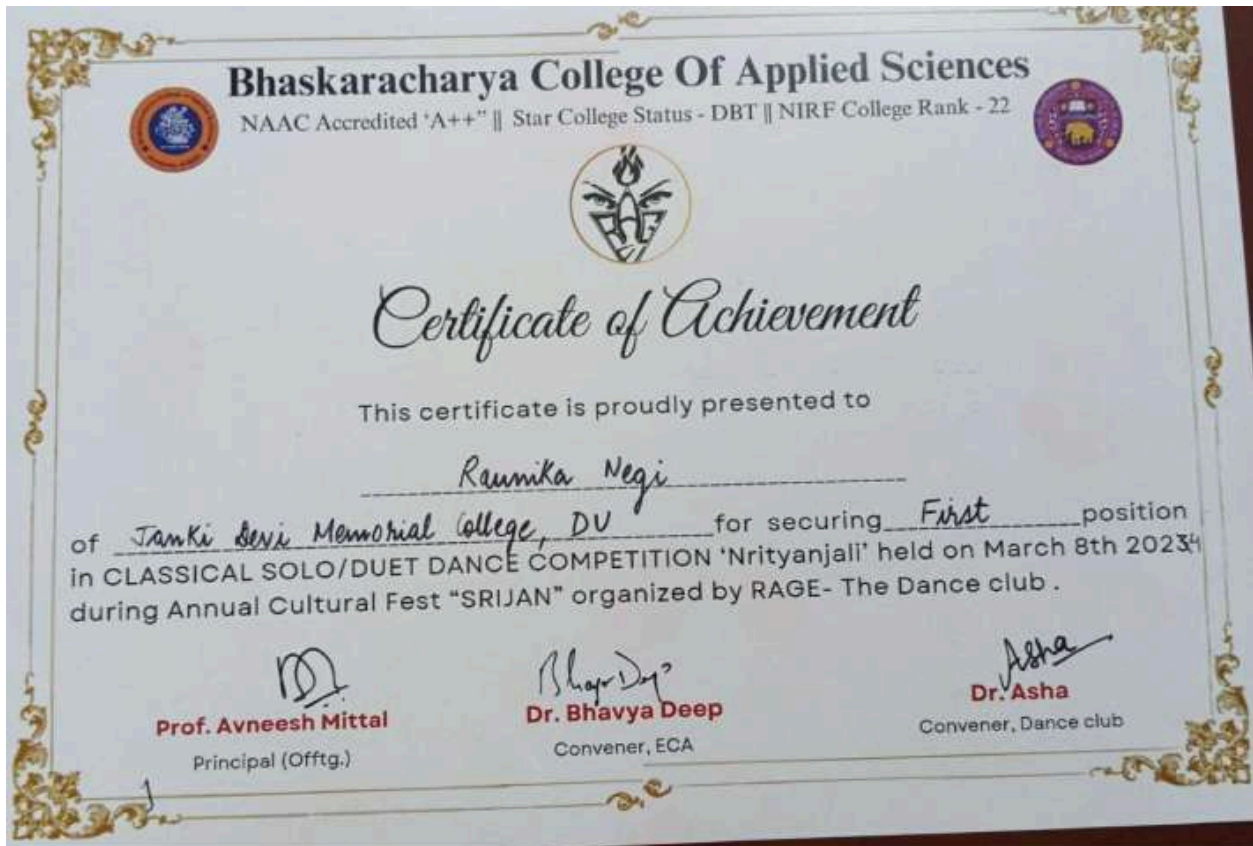 Bhaskaracharya College Of Applied Sciences
NAAC Accredited ‘A++” || Star College Status - DBT || NIRF College Rank - 22
RAGE
Certificate of Achievement
This certificate is proudly presented to
Raunika Negi
of Janki Devi Memorial College, DU for securing First position
in CLASSICAL SOLO/DUET DANCE COMPETITION ‘Nrityanjali’ held on March 8th 2024
during Annual Cultural Fest “SRIJAN” organized by RAGE- The Dance club .
Asha
Prof. Avneesh Mittal Dr. Bhavya Deep Dr. Asha
Principal (Offtg.) Convener, ECA Convener, Dance club